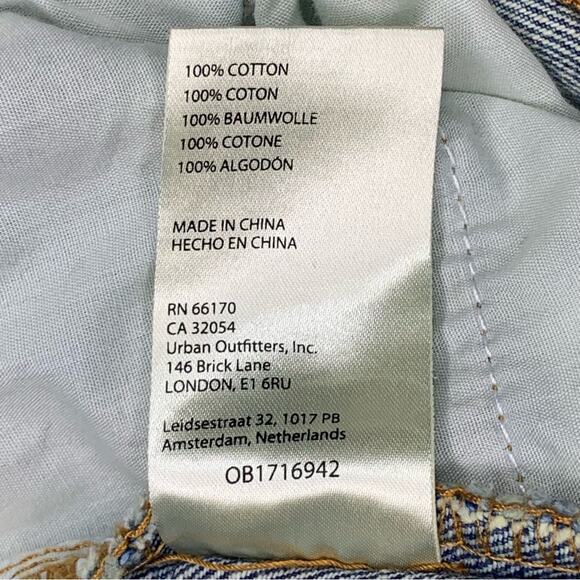 100% COTTON
100% COTON
100% BAUMWOLLE
100% COTONE
100% ALGODÓN
MADE IN CHINA
HECHO EN CHINA
RN 66170
CA 32054
Urban Outfitters, Inc.
146 Brick Lane
LONDON, E1 6RU
Leidsestraat 32, 1017 PB
Amsterdam, Netherlands
OB1716942